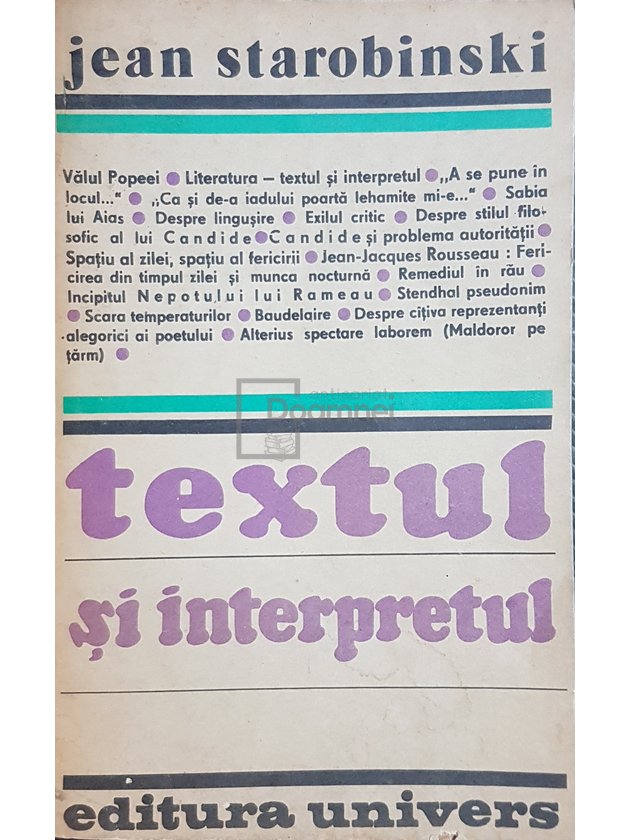 jean starobinski
Vălul Popeei ● Literatura – textul și interpretul ● „A se pune în
locul...“ ● „Ca și de-a iadului poartă lehamite mi-e...“ ● Sabia
lui Aias ● Despre lingușire ● Exilul critic ● Despre stilul filo-
sofic al lui Candide ● Candide și problema autorității ●
Spațiu al zilei, spațiu al fericirii ● Jean-Jacques Rousseau : Feri-
cirea din timpul zilei și munca nocturnă ● Remediul în rău ●
Incipitul Nepotului lui Rameau ● Stendhal pseudonim
● Scara temperaturilor ● Baudelaire ● Despre cîțiva reprezentanți
alegorici ai poetului ● Alterius spectare laborem (Maldoror pe
țărm) ●
anticariat
Doamnei
textul
și interpretul
editura univers